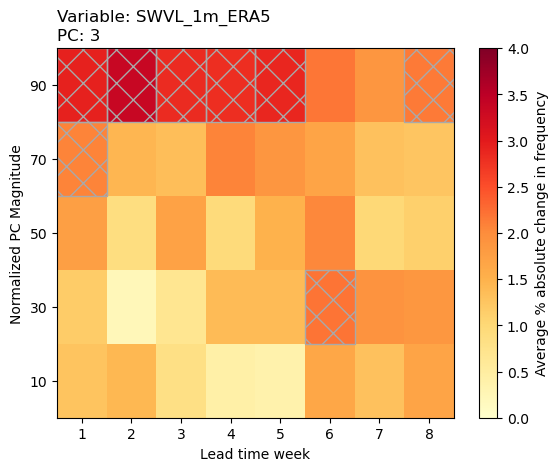 Variable: SWVL_1m_ERA5
PC: 3
Normalized PC Magnitude
90
70
50
30
10
1 2 3 4 5 6 7 8
Lead time week
4.0
3.5
3.0
2.5
2.0
1.5
1.0
0.5
0.0
Average % absolute change in frequency